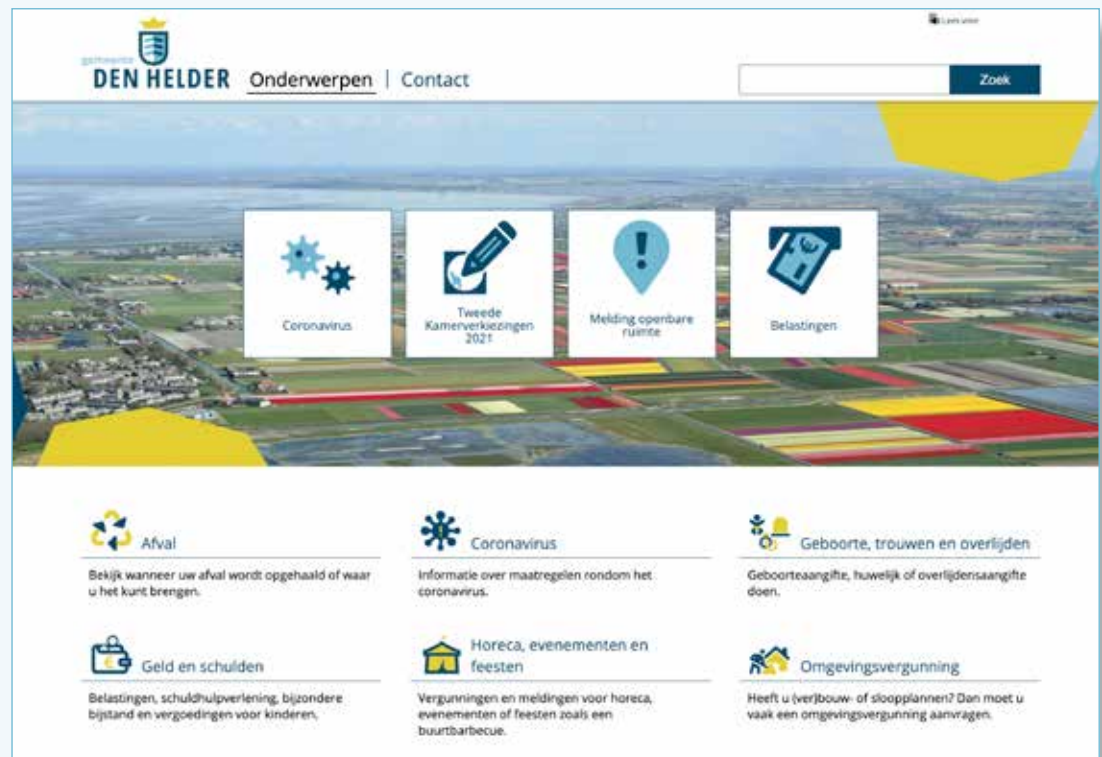 Lees voor
gemeente
DEN HELDER
Onderwerpen | Contact
Zoek
Coronavirus
Tweede
Kamerverkiezingen
2021
Melding openbare
ruimte
Belastingen
Afval
Bekijk wanneer uw afval wordt opgehaald of waar
u het kunt brengen.
Coronavirus
Informatie over maatregelen rondom het
coronavirus.
Geboorte, trouwen en overlijden
Geboorteaangifte, huwelijk of overlijdensaangifte
doen.
Geld en schulden
Belastingen, schuldhulpverlening, bijzondere
bijstand en vergoedingen voor kinderen.
Horeca, evenementen en
feesten
Vergunningen en meldingen voor horeca,
evenementen of feesten zoals een
buurtbarbecue.
Omgevingsvergunning
Heeft u (ver)bouw- of sloopplannen? Dan moet u
vaak een omgevingsvergunning aanvragen.